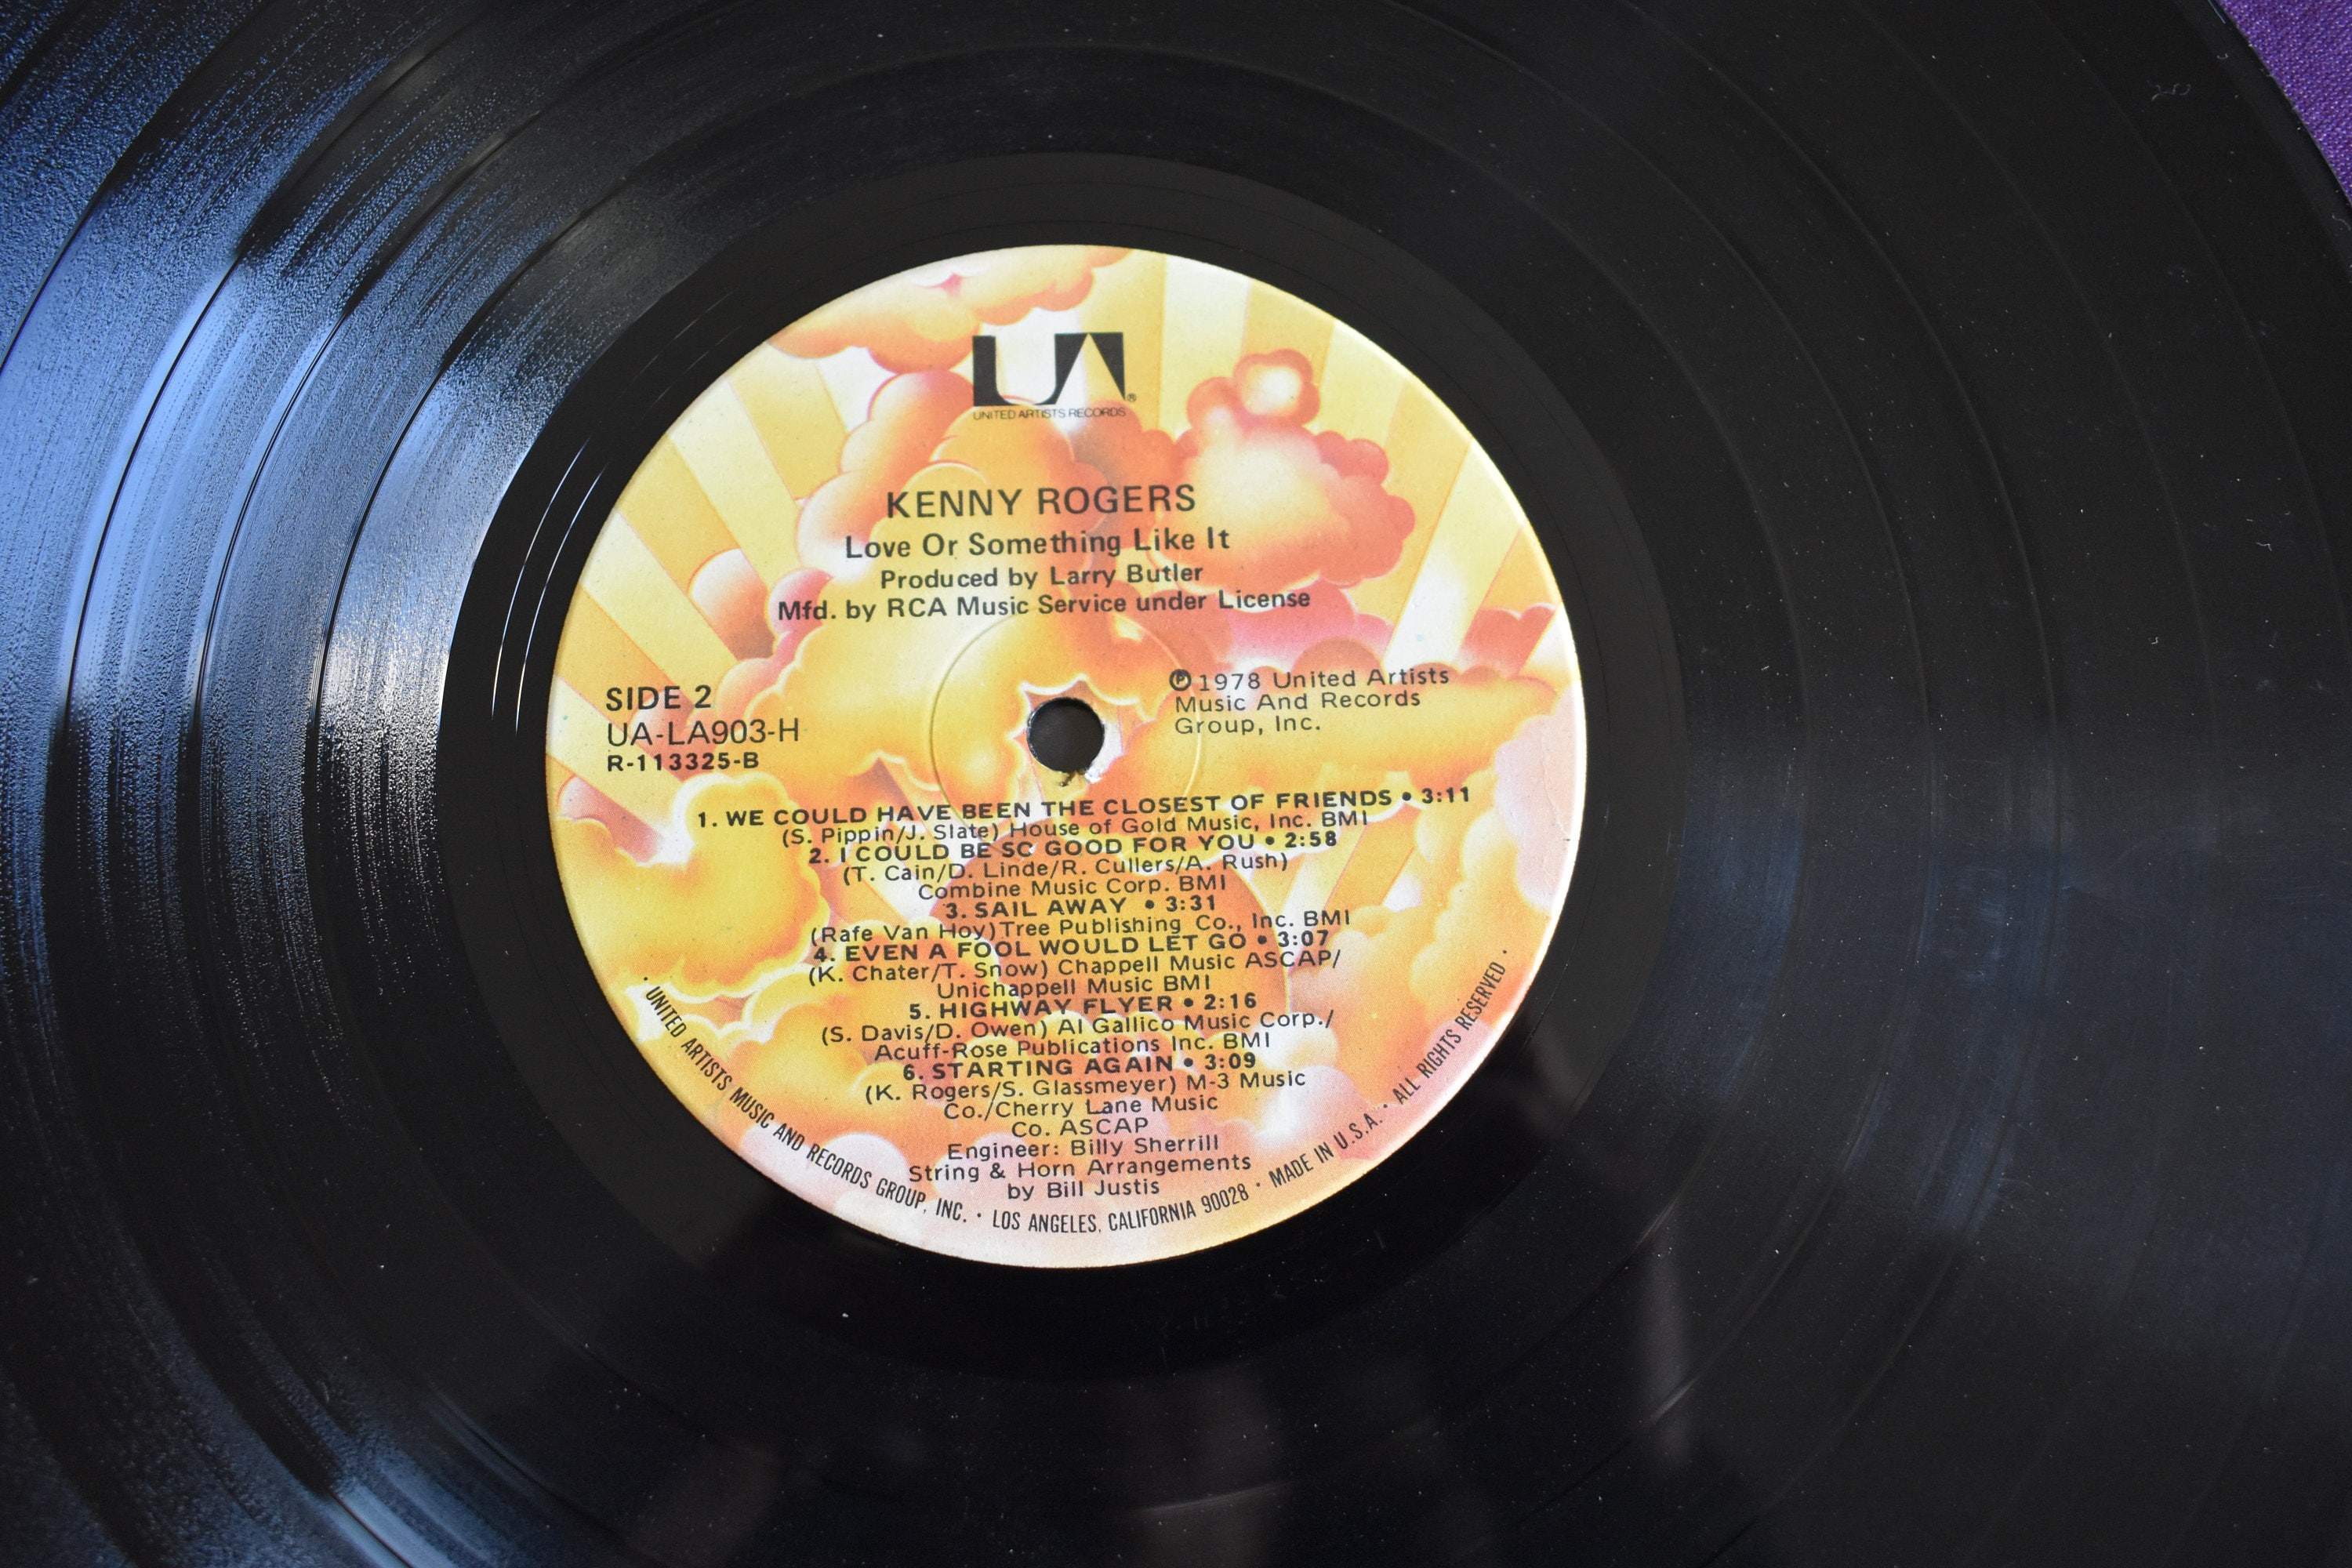 UA®
UNITED ARTISTS RECORDS
KENNY ROGERS
Love Or Something Like It
Produced by Larry Butler
Mfd. by RCA Music Service under License
SIDE 2
UA-LA903-H
R-113325-B
℗ 1978 United Artists
Music And Records
Group, Inc.
1. WE COULD HAVE BEEN THE CLOSEST OF FRIENDS • 3:11
(S. Pippin/J. Slate) House of Gold Music, Inc. BMI
2. I COULD BE SO GOOD FOR YOU • 2:58
(T. Cain/D. Linde/R. Cullers/A. Rush)
Combine Music Corp. BMI
3. SAIL AWAY • 3:31
(Rafe Van Hoy) Tree Publishing Co., Inc. BMI
4. EVEN A FOOL WOULD LET GO • 3:07
(K. Chater/T. Snow) Chappell Music ASCAP/
Unichappell Music BMI
5. HIGHWAY FLYER • 2:16
(S. Davis/D. Owen) Al Gallico Music Corp./
Acuff-Rose Publications Inc. BMI
6. STARTING AGAIN • 3:09
(K. Rogers/S. Glassmeyer) M-3 Music
Co./Cherry Lane Music
Co. ASCAP
Engineer: Billy Sherrill
String & Horn Arrangements
by Bill Justis
• UNITED ARTISTS MUSIC AND RECORDS GROUP, INC. • LOS ANGELES, CALIFORNIA 90028 • MADE IN U.S.A. • ALL RIGHTS RESERVED •